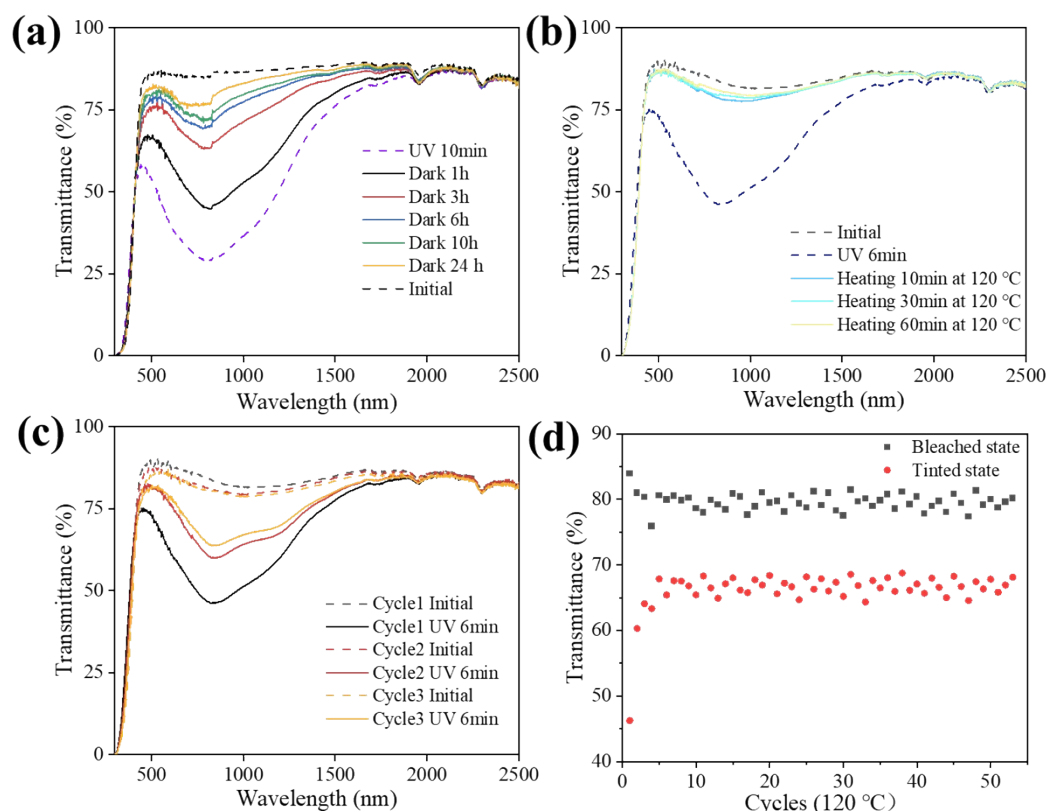 (a)
100
75
50
25
0
Transmittance (%)
UV 10min
Dark 1h
Dark 3h
Dark 6h
Dark 10h
Dark 24 h
Initial
500 1000 1500 2000 2500
Wavelength (nm)
(b)
100
75
50
25
0
Transmittance (%)
Initial
UV 6min
Heating 10min at 120 ℃
Heating 30min at 120 ℃
Heating 60min at 120 ℃
500 1000 1500 2000 2500
Wavelength (nm)
(c)
100
75
50
25
0
Transmittance (%)
Cycle1 Initial
Cycle1 UV 6min
Cycle2 Initial
Cycle2 UV 6min
Cycle3 Initial
Cycle3 UV 6min
500 1000 1500 2000 2500
Wavelength (nm)
(d)
90
80
70
60
50
40
Transmittance (%)
Bleached state
Tinted state
0 10 20 30 40 50
Cycles (120 ℃)